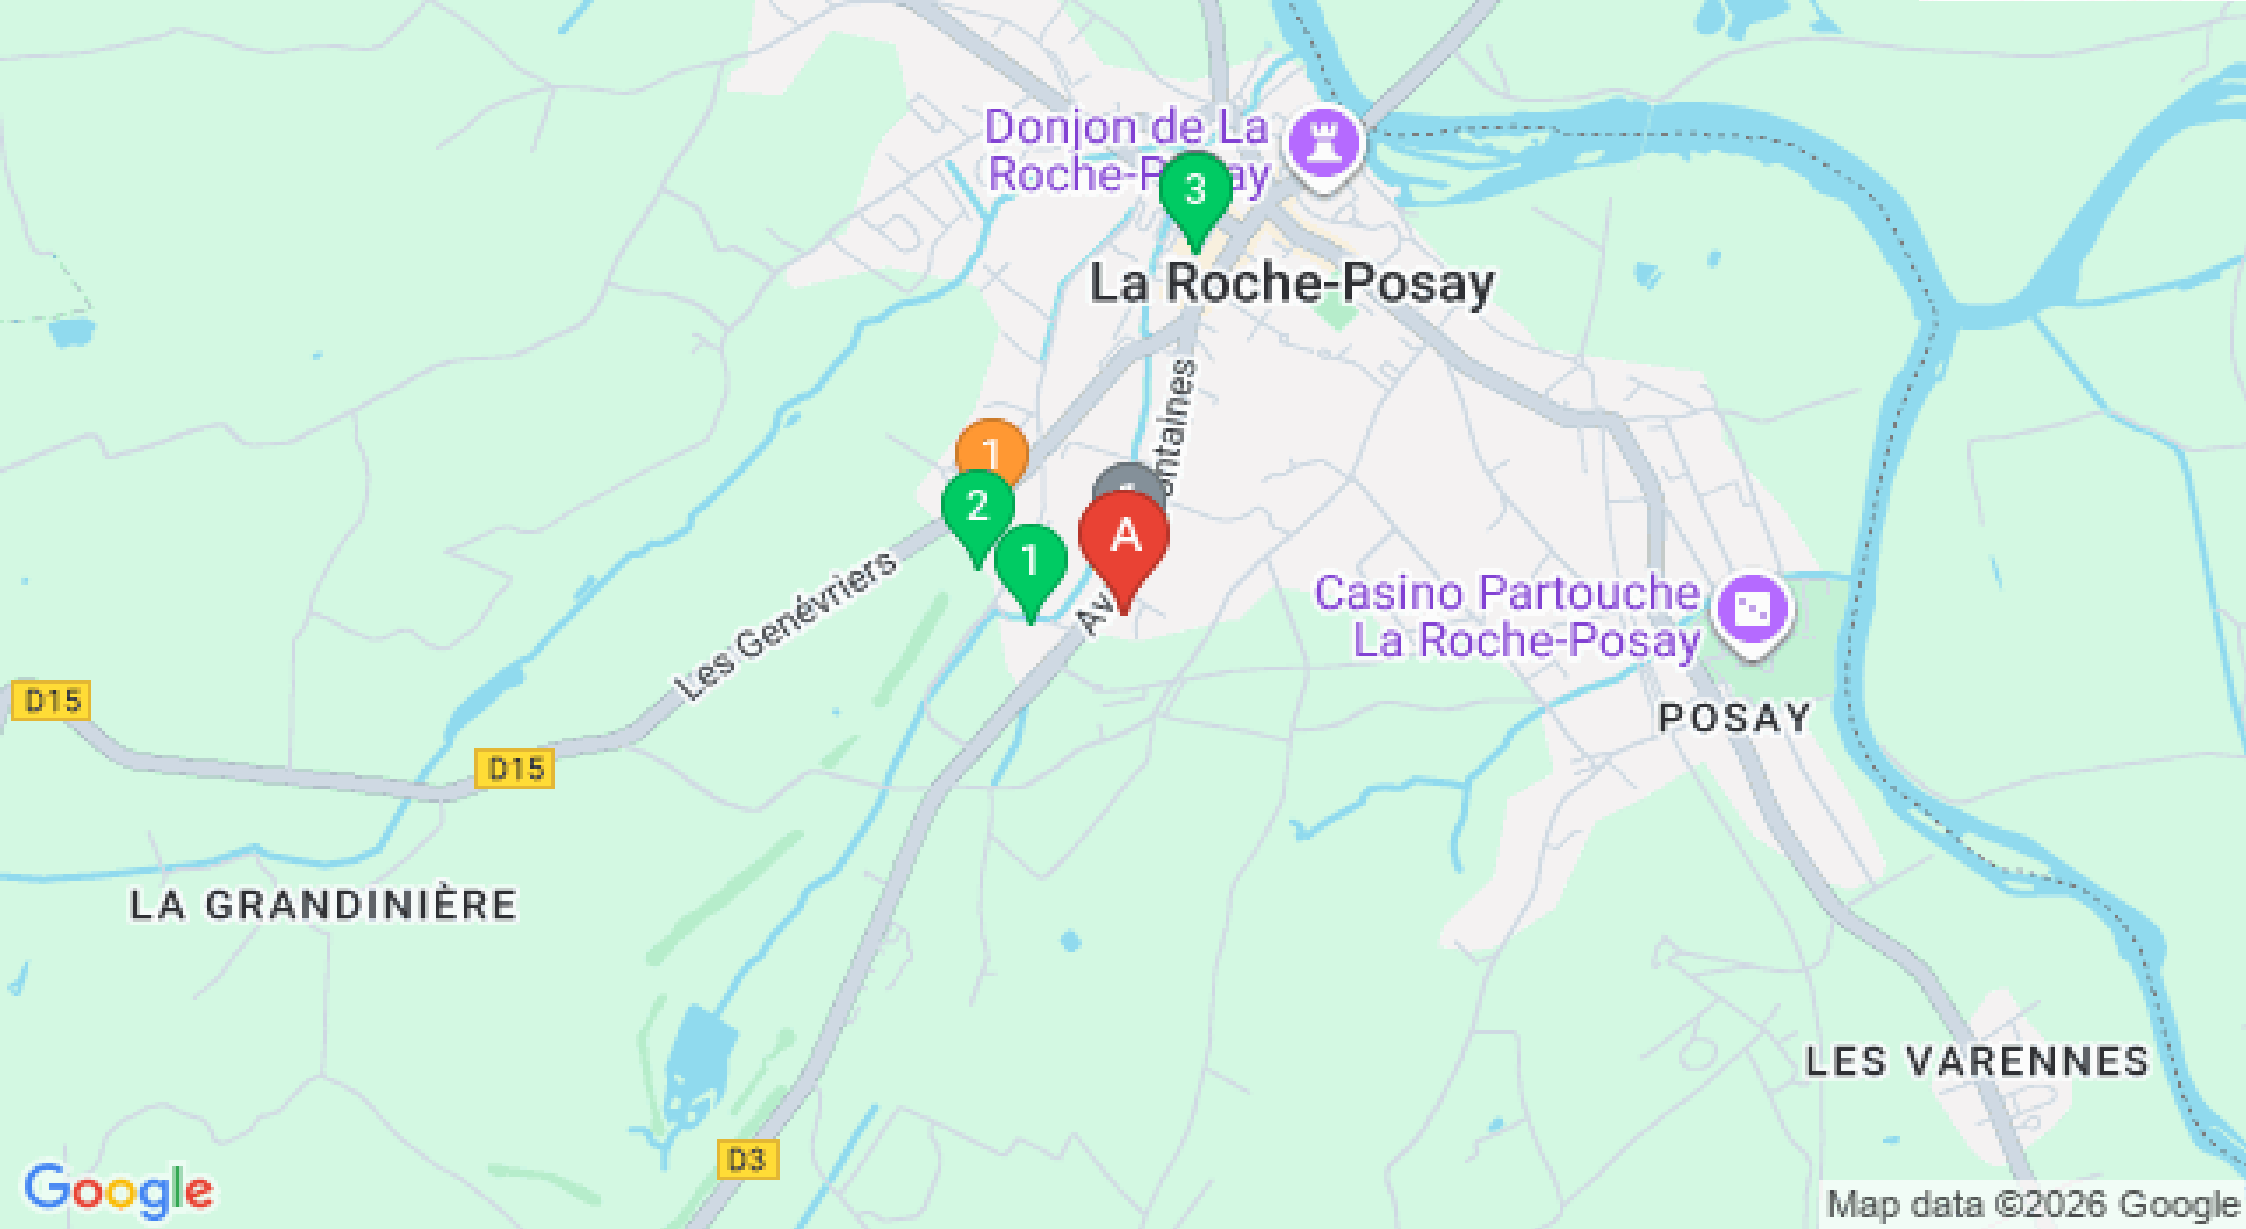 Donjon de La
Roche-P ay
3
La Roche-Posay
ontaines
1
2
1
A
Av
Les Genévriers
Casino Partouche
La Roche-Posay
D15
D15
POSAY
LA GRANDINIÈRE
LES VARENNES
D3
Google
Map data ©2026 Google